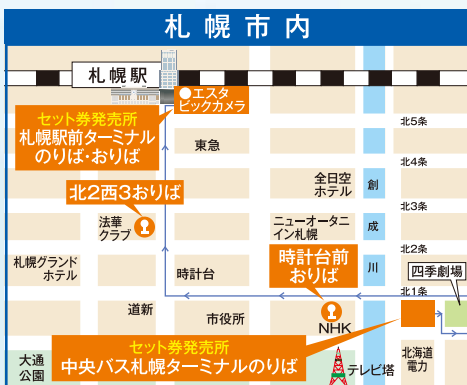 札幌市内
札幌駅
●エスタ
ビックカメラ
セット券発売所
札幌駅前ターミナル
のりば・おりば
北5条
東急
北4条
全日空
ホテル
創
成
川
北2西3おりば
北3条
法華
クラブ
ニューオータニ
イン札幌
北2条
札幌グランド
ホテル
時計台
時計台前
おりば
四季劇場
北1条
道新
市役所
NHK
セット券発売所
中央バス札幌ターミナルのりば
大通
公園
テレビ塔
北海道
電力